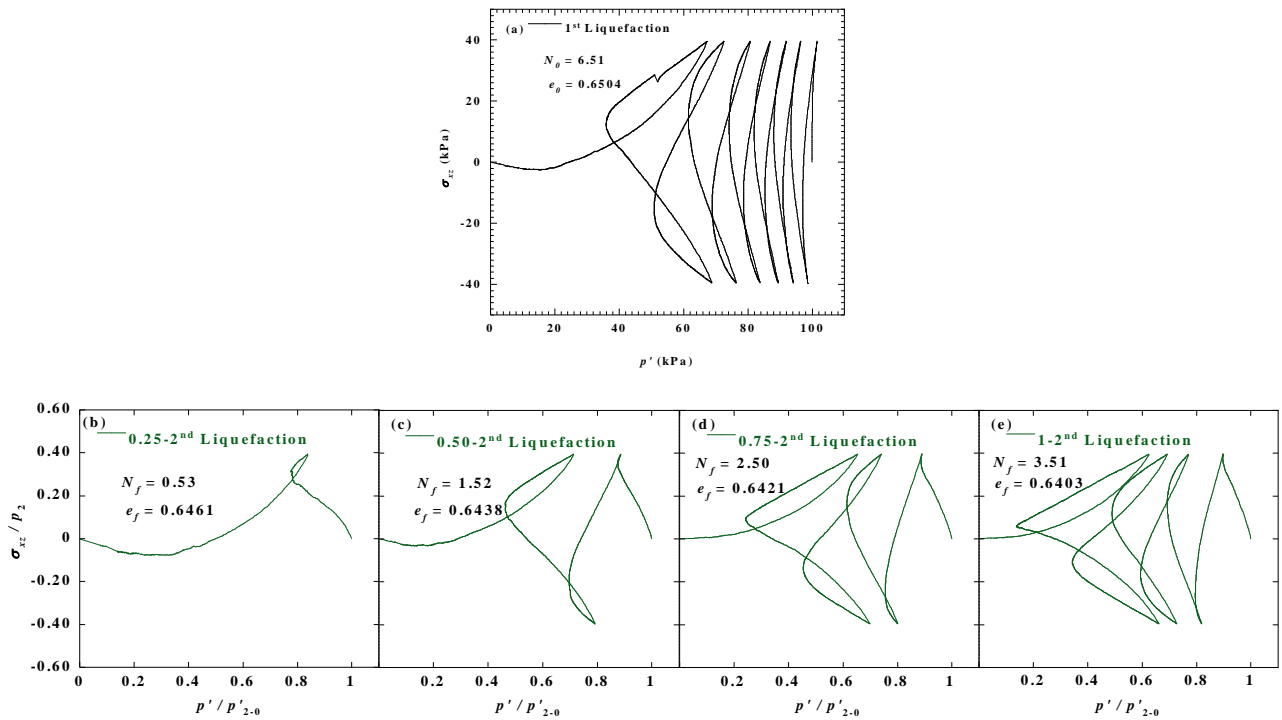 (a) 1st Liquefaction
N0 = 6.51
e0 = 0.6504
40
20
0
-20
-40
σxz (kPa)
0 20 40 60 80 100
p' (kPa)
(b) 0.25-2nd Liquefaction
Nf = 0.53
ef = 0.6461
(c) 0.50-2nd Liquefaction
Nf = 1.52
ef = 0.6438
(d) 0.75-2nd Liquefaction
Nf = 2.50
ef = 0.6421
(e) 1-2nd Liquefaction
Nf = 3.51
ef = 0.6403
0.60
0.40
0.20
0
-0.20
-0.40
-0.60
σxz / p2
0 0.2 0.4 0.6 0.8 1
0.2 0.4 0.6 0.8 1
0.2 0.4 0.6 0.8 1
0.2 0.4 0.6 0.8 1
p' / p'2-0
p' / p'2-0
p' / p'2-0
p' / p'2-0